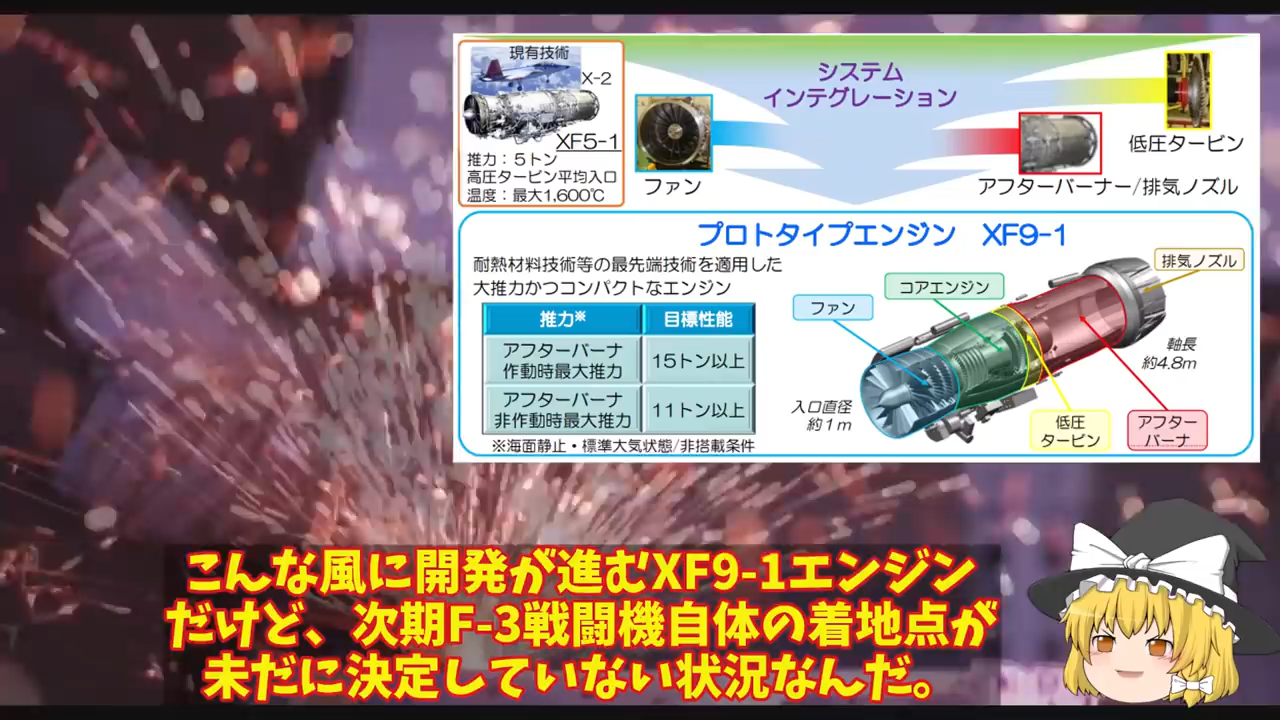 現有技術
X-2
XF5-1
推力：５トン
高圧タービン平均入口
温度：最大1,600℃
ファン
システム
インテグレーション
低圧タービン
アフターバーナー/排気ノズル
プロトタイプエンジン　XF9-1
耐熱材料技術等の最先端技術を適用した
大推力かつコンパクトなエンジン
推力※
目標性能
アフターバーナ
作動時最大推力
15トン以上
アフターバーナ
非作動時最大推力
11トン以上
※海面静止・標準大気状態/非搭載条件
ファン
コアエンジン
排気ノズル
軸長
約4.8m
入口直径
約１m
低圧
タービン
アフター
バーナ
こんな風に開発が進むXF9-1エンジン
だけど、次期F-3戦闘機自体の着地点が
未だに決定していない状況なんだ。